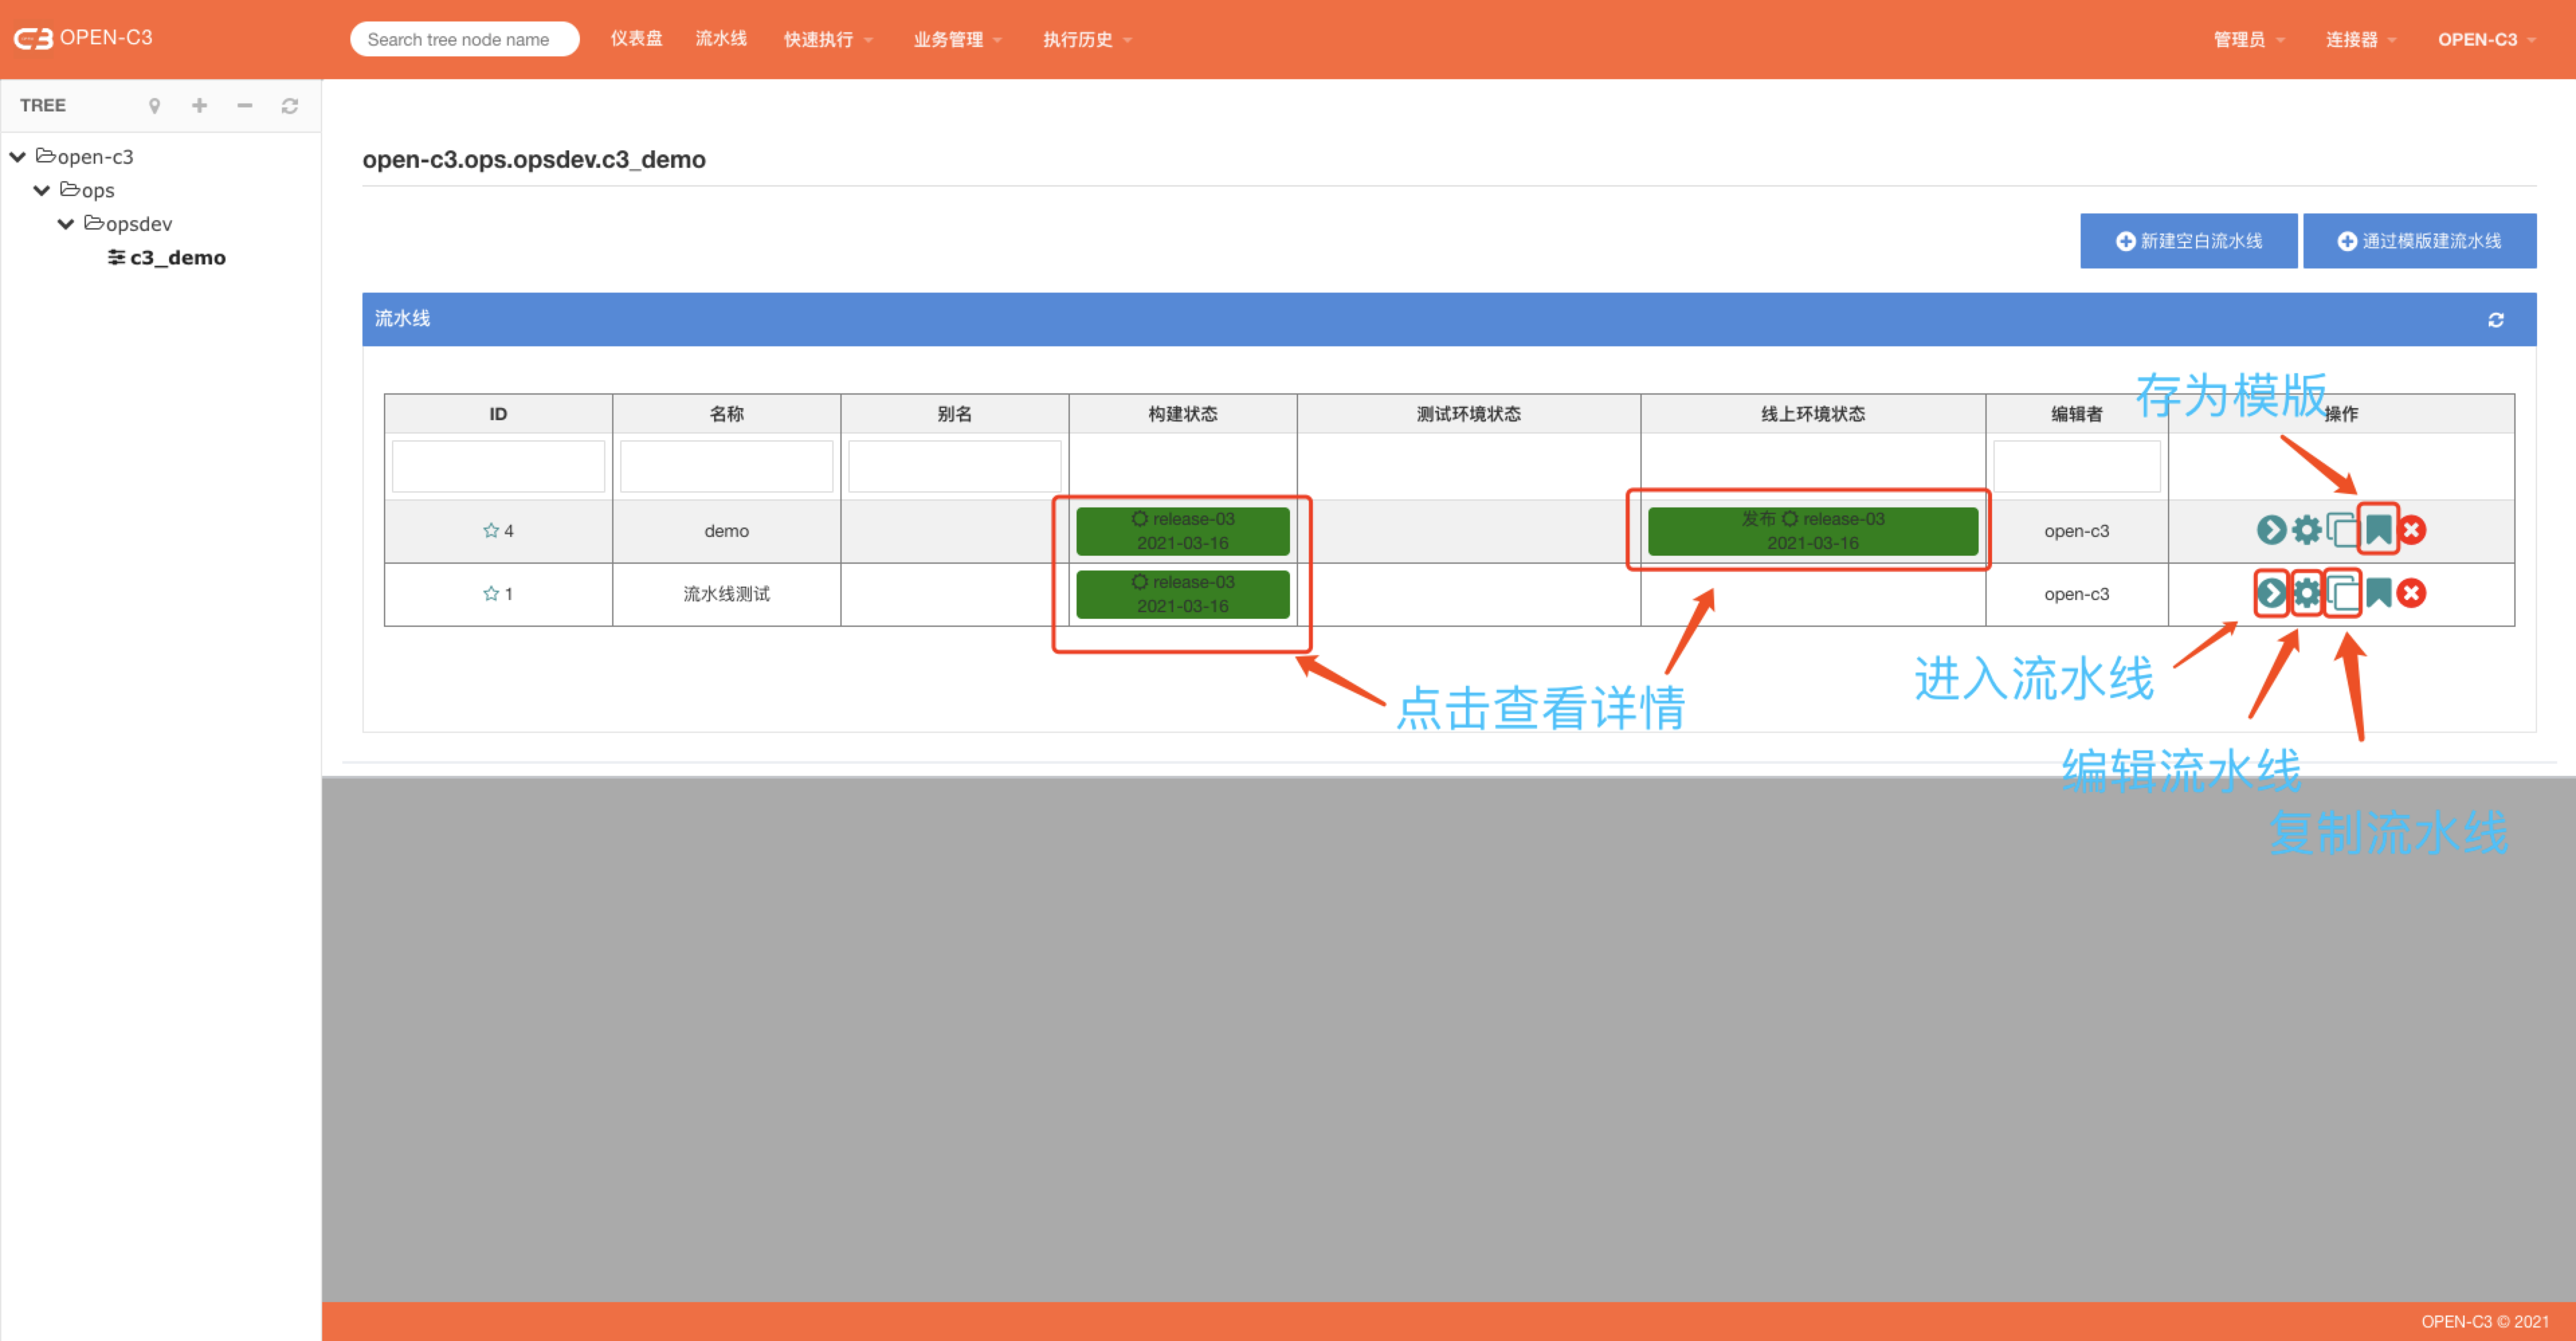 OPEN-C3
Search tree node name
仪表盘
流水线
快速执行
业务管理
执行历史
管理员
连接器
OPEN-C3
TREE
open-c3
ops
opsdev
c3_demo
open-c3.ops.opsdev.c3_demo
新建空白流水线
通过模版建流水线
流水线
存为模版
ID 名称 别名 构建状态 测试环境状态 线上环境状态 编辑者 操作
4 demo release-03 发布 release-03 open-c3
2021-03-16 2021-03-16
1 流水线测试 release-03 open-c3
2021-03-16
进入流水线
点击查看详情
编辑流水线
复制流水线
OPEN-C3 © 2021